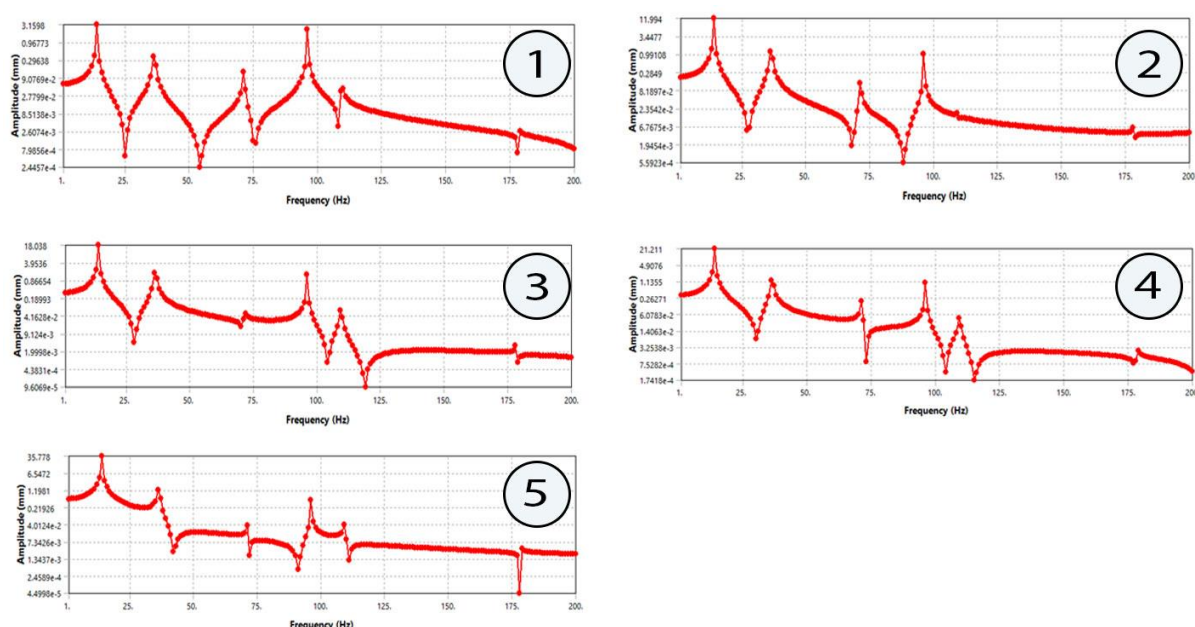 3.1598
0.96773
0.29638
9.0769e-2
2.7799e-2
8.5138e-3
2.6074e-3
7.9856e-4
2.4457e-4
Amplitude (mm)
1. 25. 50. 75. 100. 125. 150. 175. 200.
Frequency (Hz)
1
11.994
3.4477
0.99108
0.2849
8.1897e-2
2.3542e-2
6.7675e-3
1.9454e-3
5.5923e-4
Amplitude (mm)
1. 25. 50. 75. 100. 125. 150. 175. 200.
Frequency (Hz)
2
18.038
3.9536
0.86654
0.18993
4.1628e-2
9.124e-3
1.9998e-3
4.3831e-4
9.6069e-5
Amplitude (mm)
1. 25. 50. 75. 100. 125. 150. 175. 200.
Frequency (Hz)
3
21.211
4.9076
1.1355
0.26271
6.0783e-2
1.4063e-2
3.2538e-3
7.5282e-4
1.7418e-4
Amplitude (mm)
1. 25. 50. 75. 100. 125. 150. 175. 200.
Frequency (Hz)
4
35.778
6.5472
1.1981
0.21926
4.0124e-2
7.3426e-3
1.3437e-3
2.4589e-4
4.4998e-5
Amplitude (mm)
1. 25. 50. 75. 100. 125. 150. 175. 200.
Frequency (Hz)
5